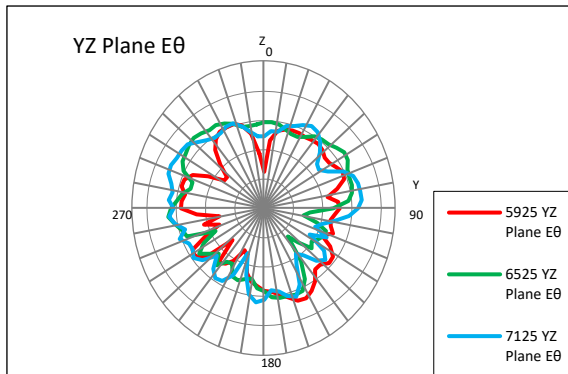 YZ Plane Eθ
Z
0
Y
90
270
180
5925 YZ
Plane Eθ
6525 YZ
Plane Eθ
7125 YZ
Plane Eθ